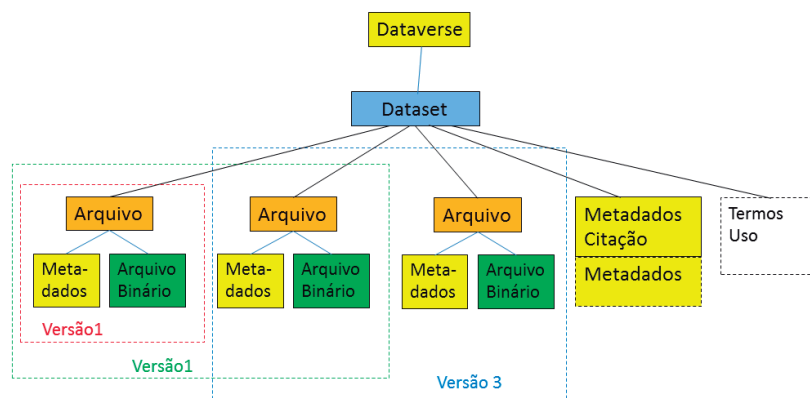 Dataverse
Dataset
Arquivo
Arquivo
Arquivo
Metadados
Citação
Termos
Uso
Meta-
dados
Arquivo
Binário
Meta-
dados
Arquivo
Binário
Meta-
dados
Arquivo
Binário
Metadados
Versão1
Versão1
Versão 3